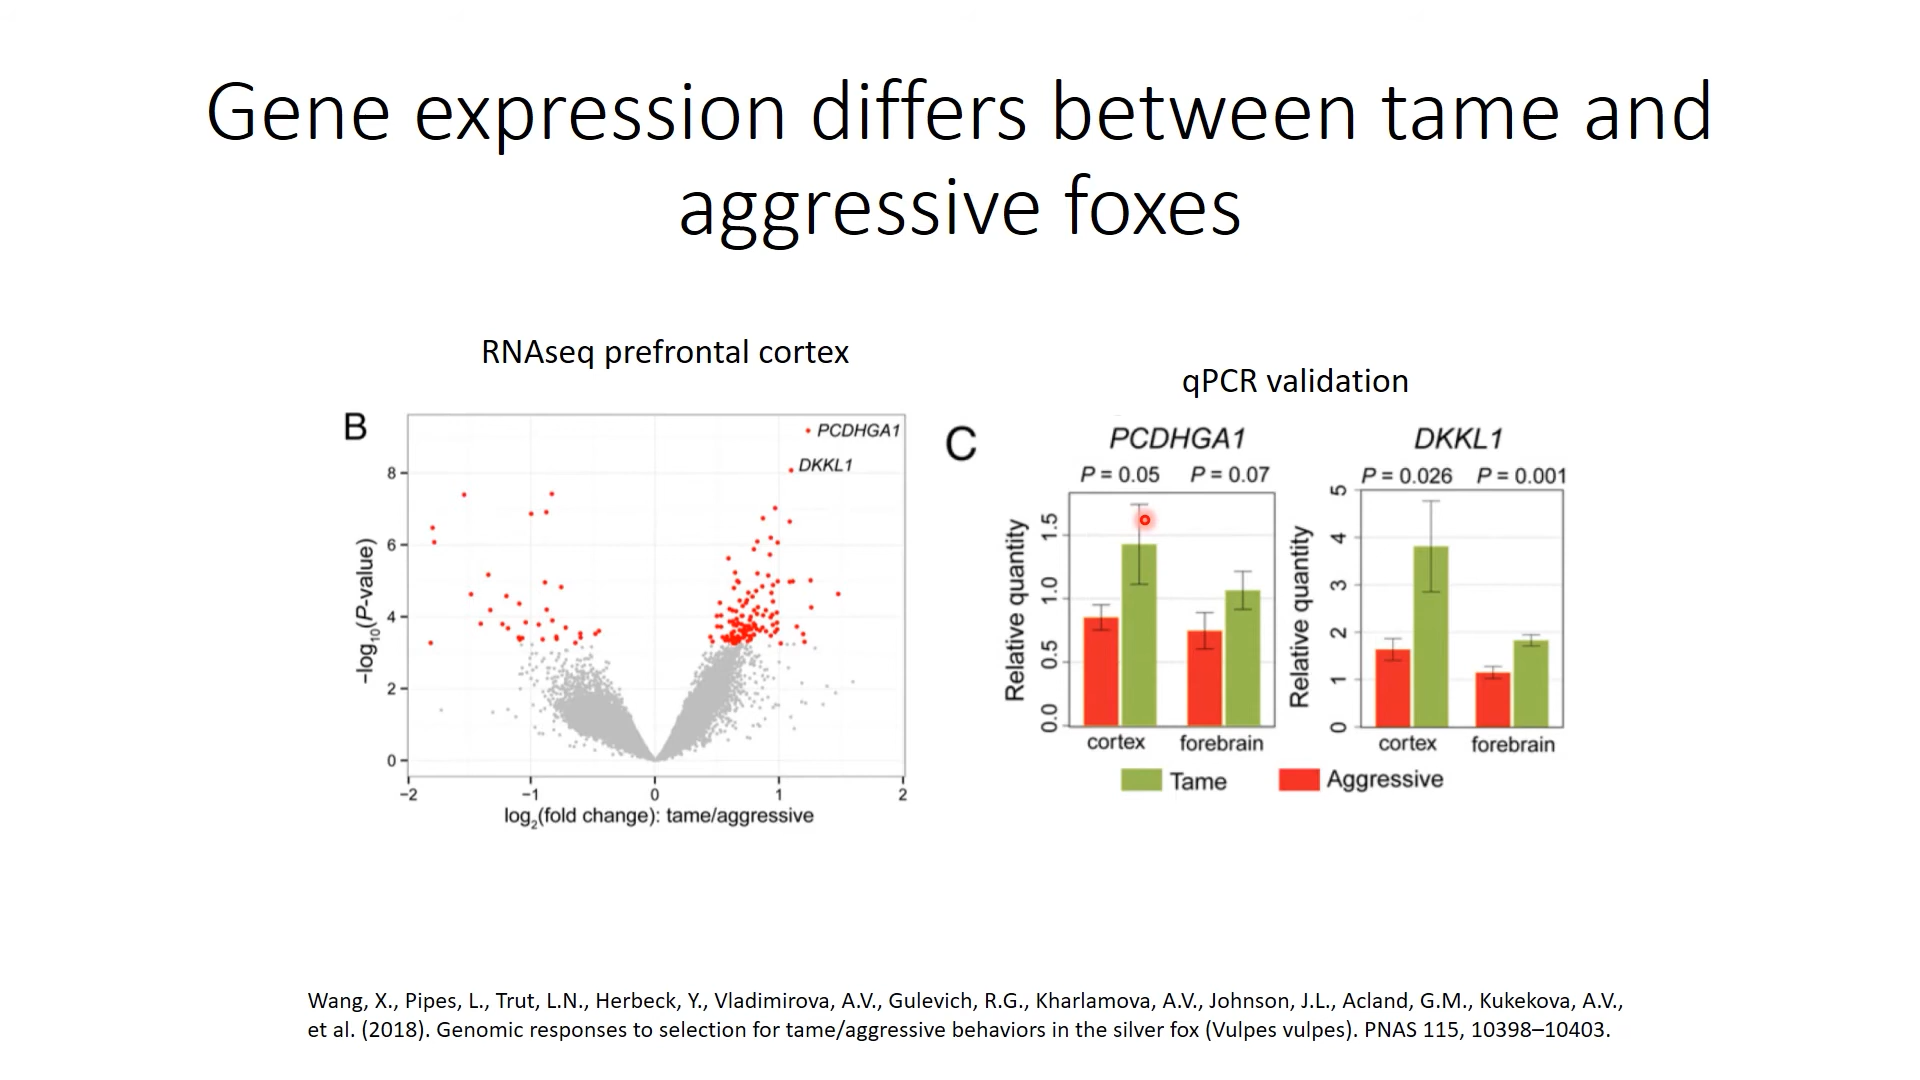 Gene expression differs between tame and
aggressive foxes
RNAseq prefrontal cortex
qPCR validation
B
PCDHGA1
DKKL1
8
6
4
2
0
−log10(P-value)
−2
−1
0
1
2
log2(fold change): tame/aggressive
C
PCDHGA1
P = 0.05 P = 0.07
Relative quantity
1.5
1.0
0.5
0.0
cortex forebrain
DKKL1
P = 0.026 P = 0.001
Relative quantity
5
4
3
2
1
0
cortex forebrain
Tame Aggressive
Wang, X., Pipes, L., Trut, L.N., Herbeck, Y., Vladimirova, A.V., Gulevich, R.G., Kharlamova, A.V., Johnson, J.L., Acland, G.M., Kukekova, A.V.,
et al. (2018). Genomic responses to selection for tame/aggressive behaviors in the silver fox (Vulpes vulpes). PNAS 115, 10398–10403.